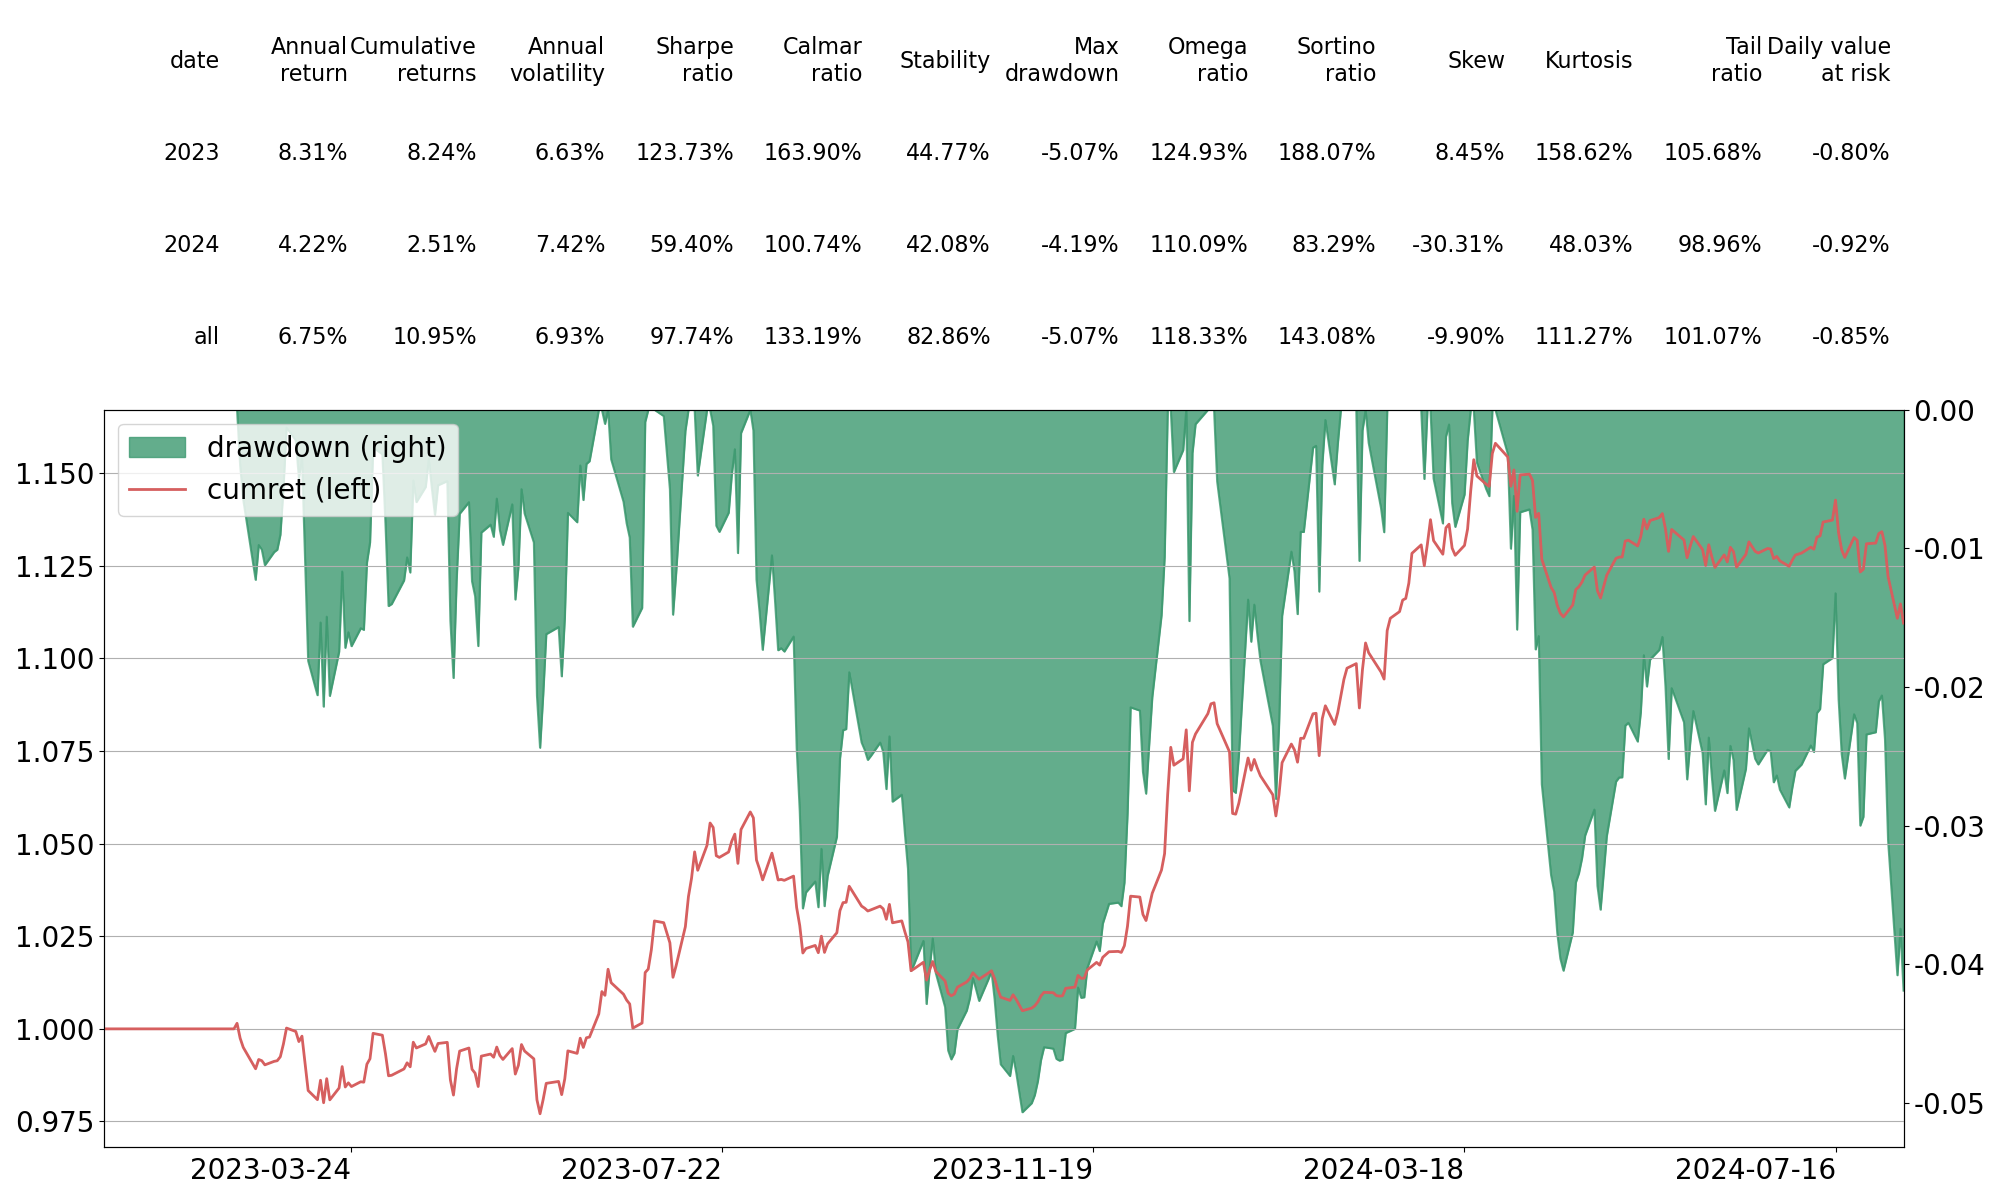 date Annual return Cumulative returns Annual volatility Sharpe ratio Calmar ratio Stability Max drawdown Omega ratio Sortino ratio Skew Kurtosis Tail ratio Daily value at risk
2023 8.31% 8.24% 6.63% 123.73% 163.90% 44.77% -5.07% 124.93% 188.07% 8.45% 158.62% 105.68% -0.80%
2024 4.22% 2.51% 7.42% 59.40% 100.74% 42.08% -4.19% 110.09% 83.29% -30.31% 48.03% 98.96% -0.92%
all 6.75% 10.95% 6.93% 97.74% 133.19% 82.86% -5.07% 118.33% 143.08% -9.90% 111.27% 101.07% -0.85%
drawdown (right)
cumret (left)
1.150
1.125
1.100
1.075
1.050
1.025
1.000
0.975
0.00
-0.01
-0.02
-0.03
-0.04
-0.05
2023-03-24 2023-07-22 2023-11-19 2024-03-18 2024-07-16